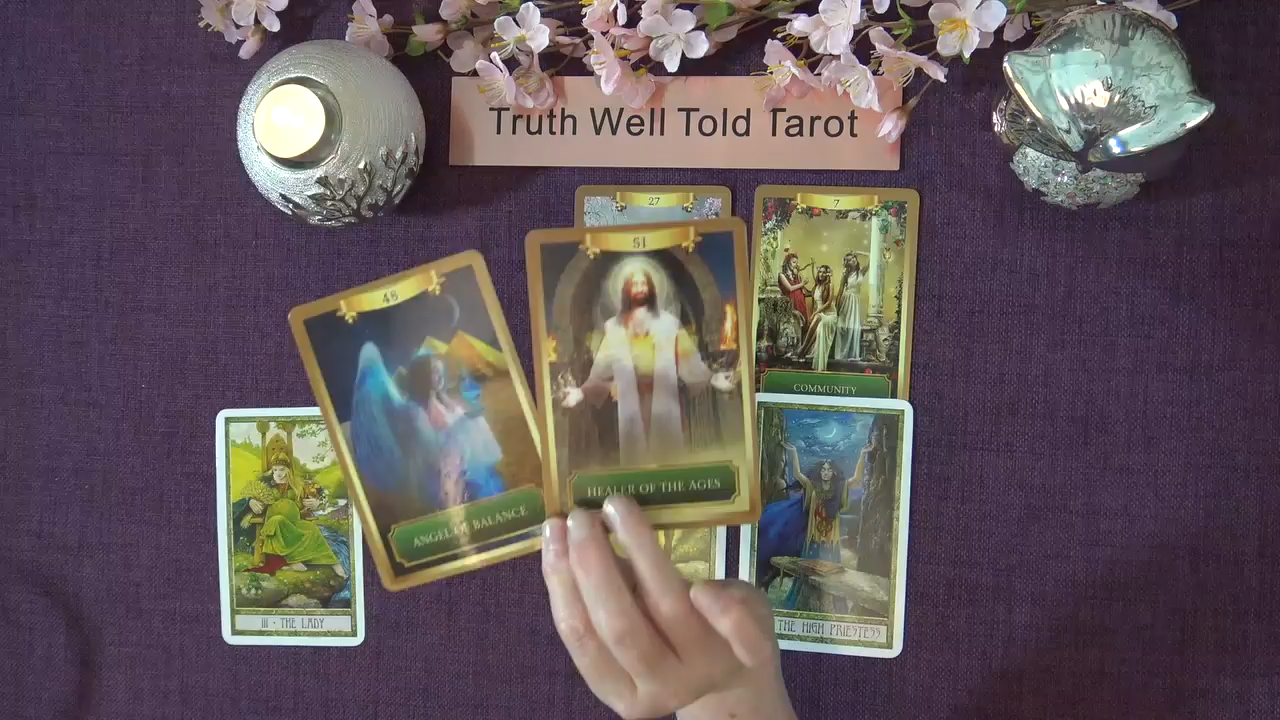 Truth Well Told Tarot
27
7
51
48
COMMUNITY
HEALER OF THE AGES
ANGEL OF BALANCE
III • THE LADY
THE HIGH PRIESTESS